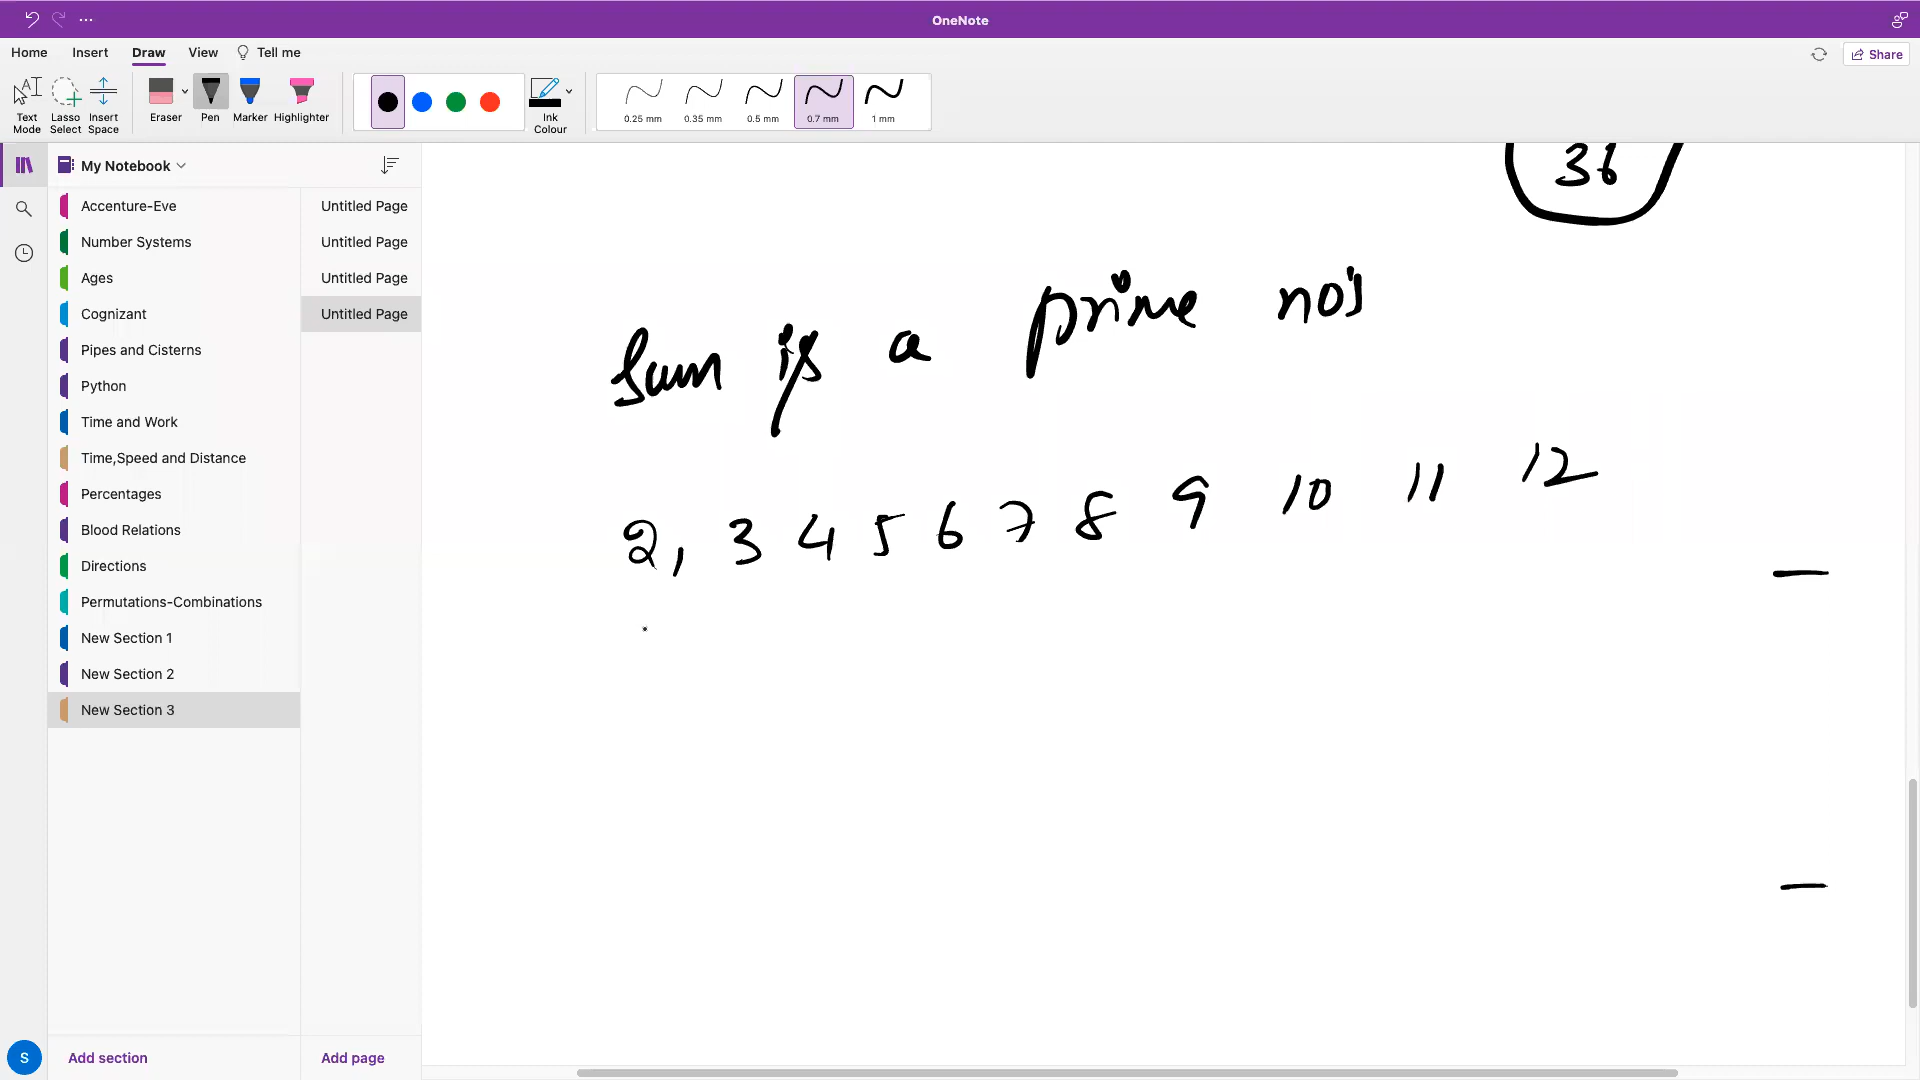 OneNote
Home Insert Draw View Tell me
Share
Text Mode
Lasso Select
Insert Space
Eraser
Pen
Marker
Highlighter
Ink Colour
0.25 mm
0.35 mm
0.5 mm
0.7 mm
1 mm
My Notebook
Accenture-Eve
Number Systems
Ages
Cognizant
Pipes and Cisterns
Python
Time and Work
Time,Speed and Distance
Percentages
Blood Relations
Directions
Permutations-Combinations
New Section 1
New Section 2
New Section 3
Add section
Untitled Page
Untitled Page
Untitled Page
Untitled Page
Add page
36
Sum is a prime no's
2, 3 4 5 6 7 8 9 10 11 12
S